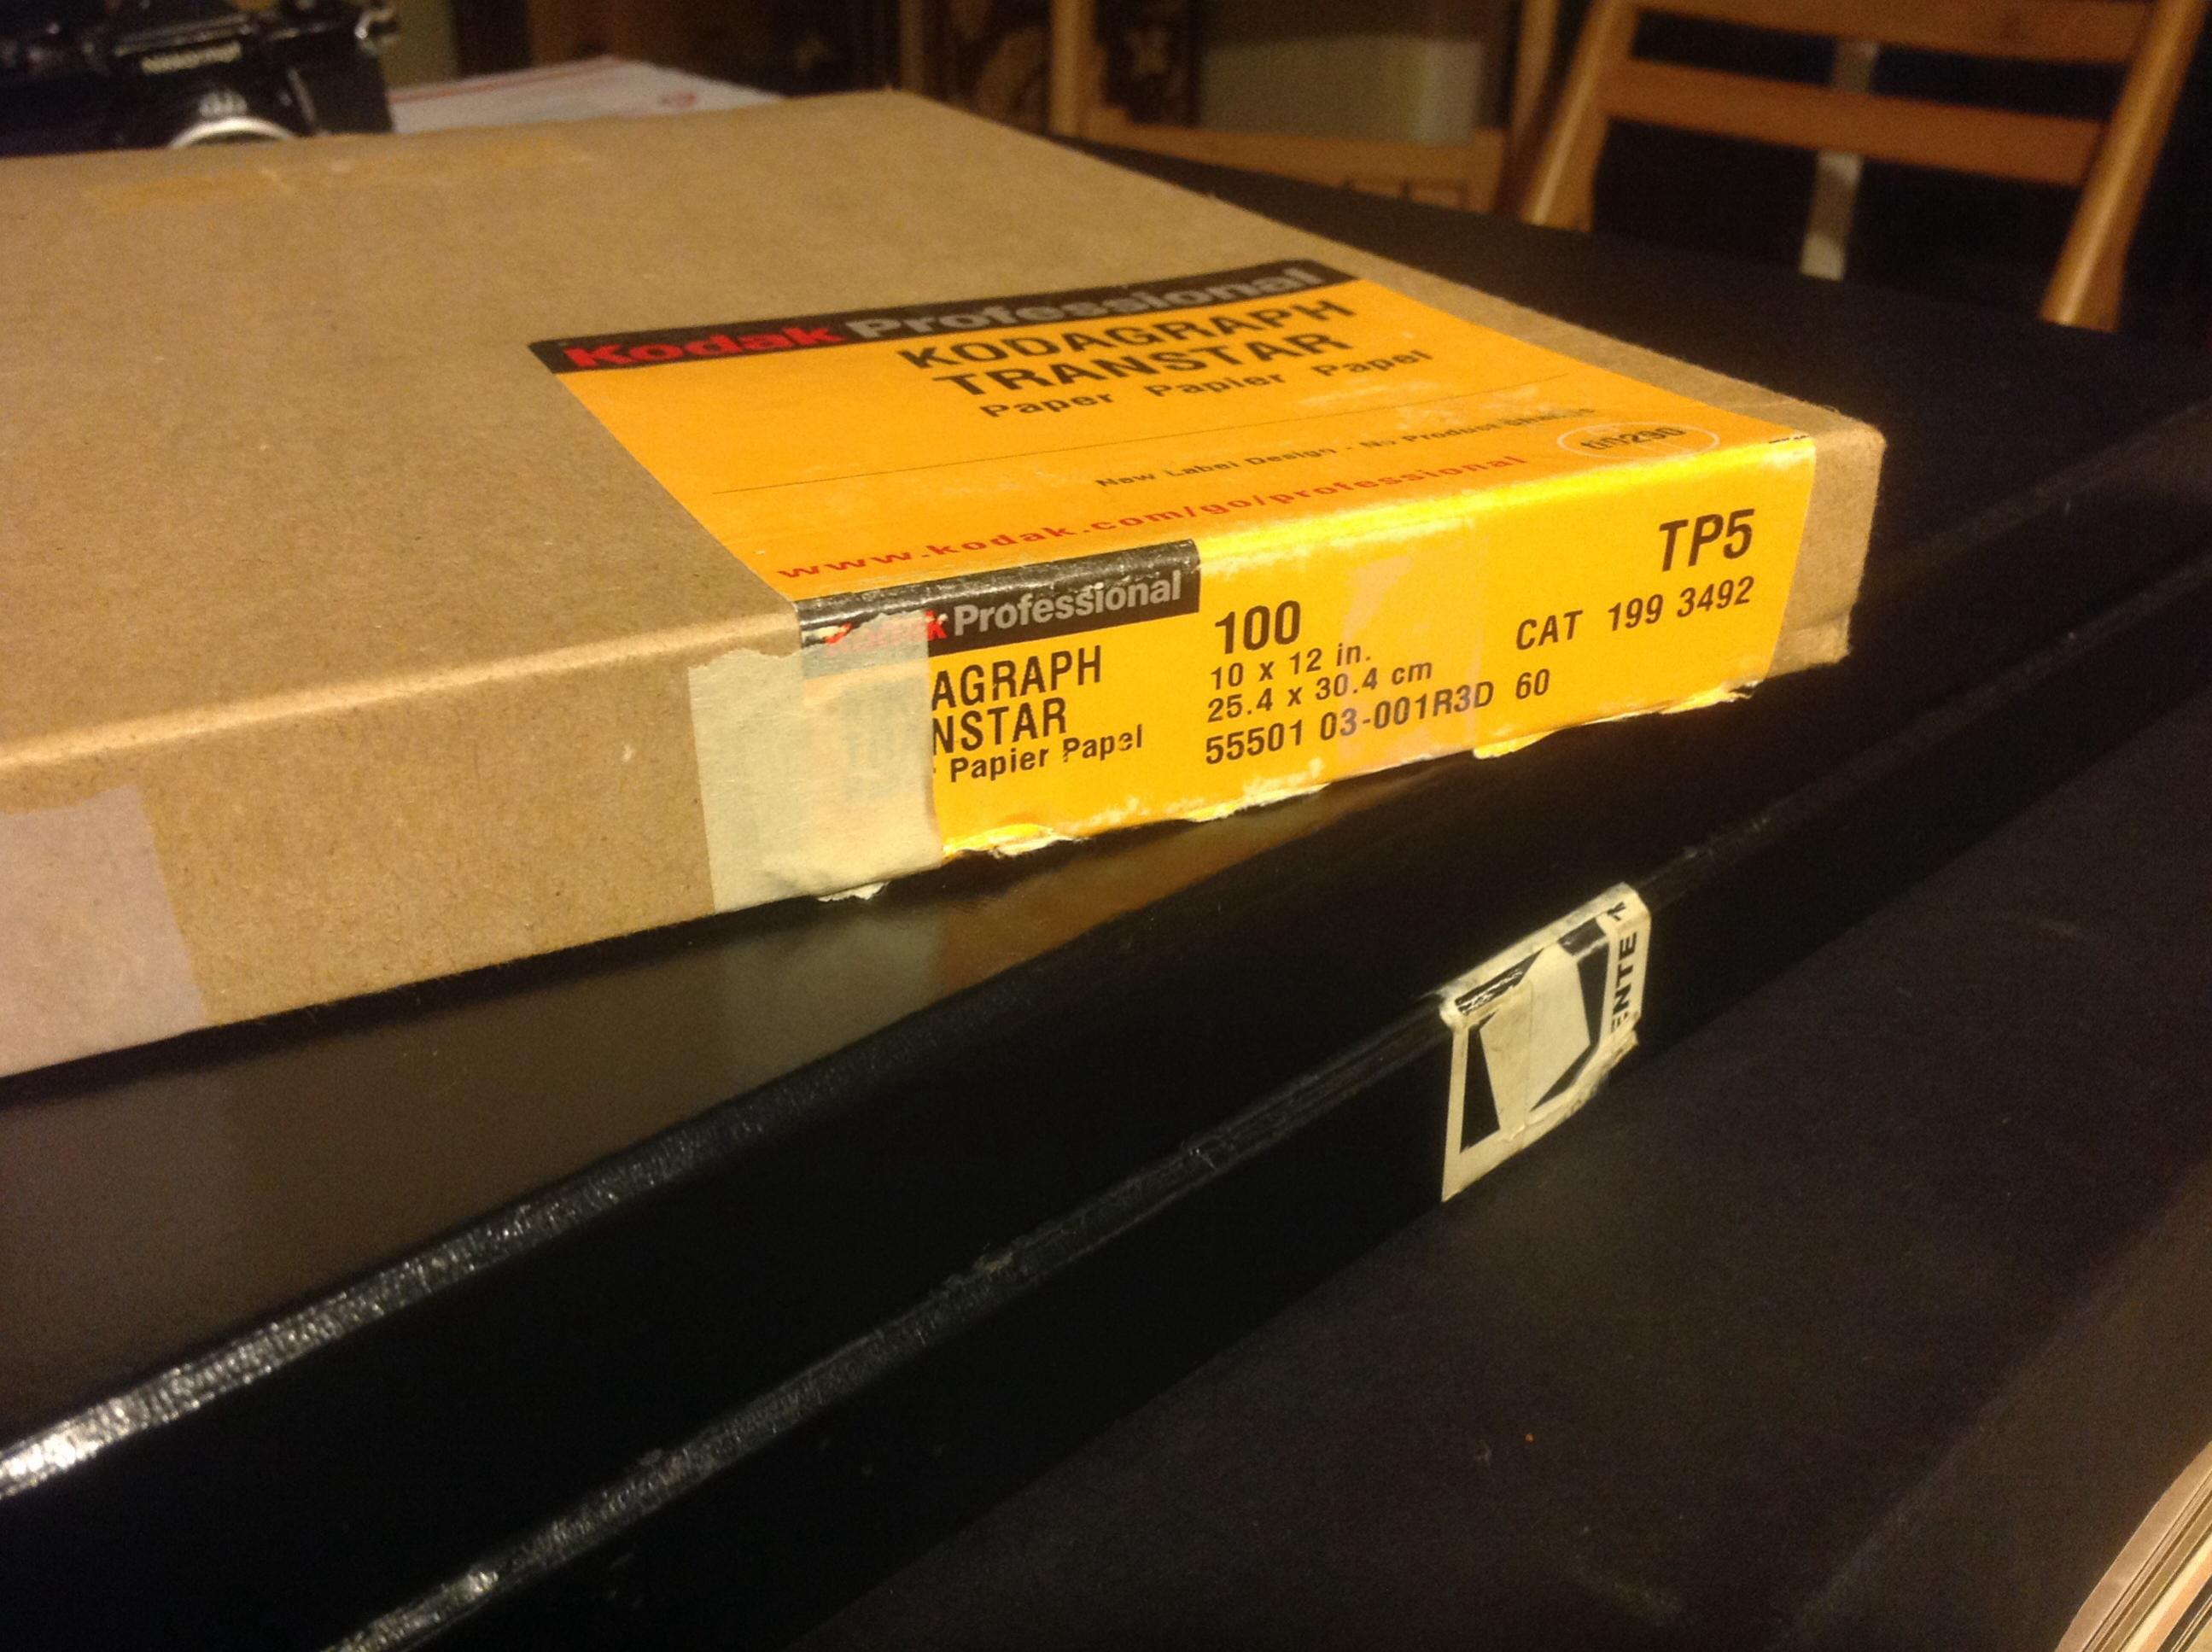 Kodak Professional
KODAGRAPH
TRANSTAR
Paper Papier Papel
New Label Design - No Product Change
www.kodak.com/go/professional
Kodak Professional
AGRAPH
NSTAR
Papier Papel
100
10 x 12 in.
25.4 x 30.4 cm
55501 03-001R3D 60
TP5
CAT 199 3492
ENTE